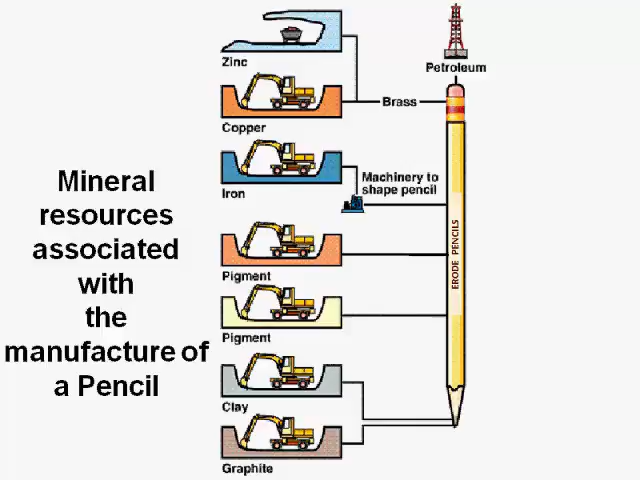 Mineral
resources
associated
with
the
manufacture of
a Pencil
Zinc
Copper
Iron
Pigment
Pigment
Clay
Graphite
Petroleum
Brass
Machinery to
shape pencil
ERODE PENCILS